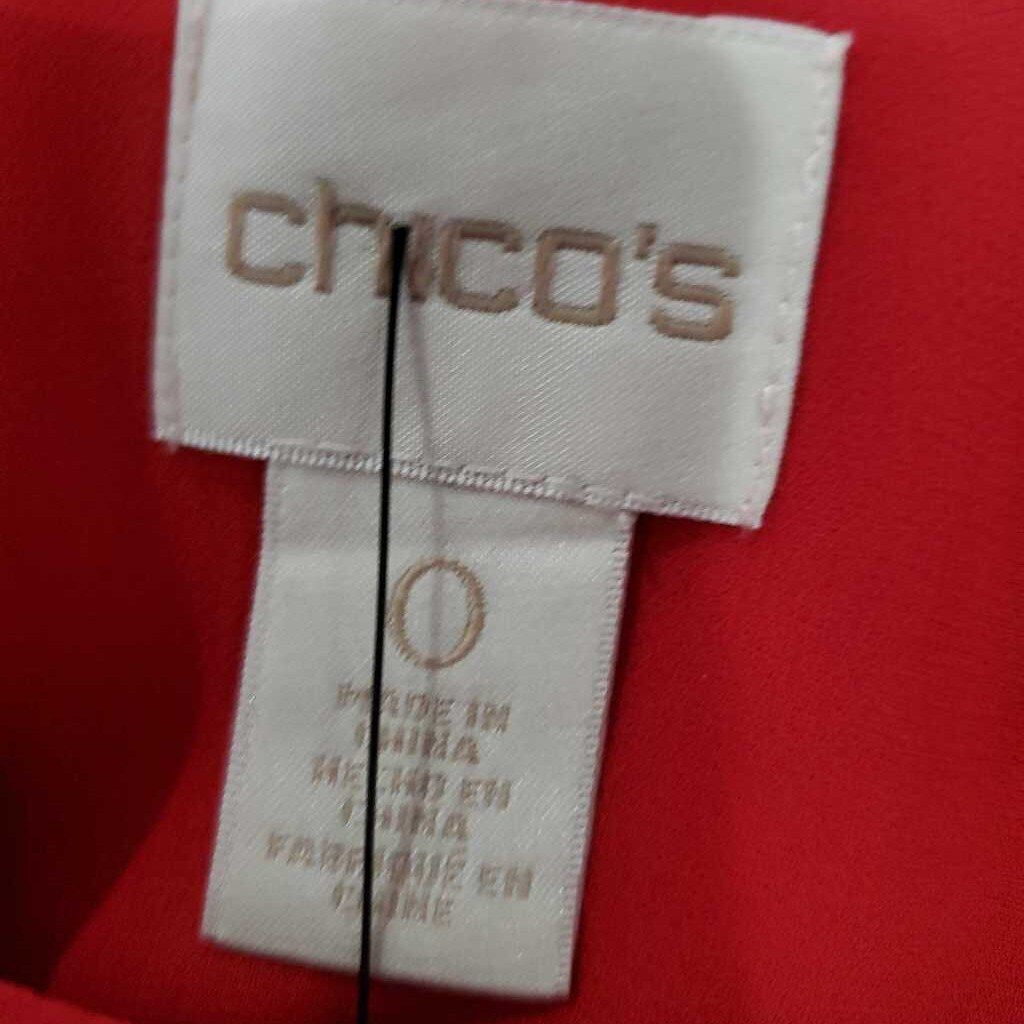 chico's
0
MADE IN
CHINA
HECHO EN
CHINA
FABRIQUE EN
CHINE